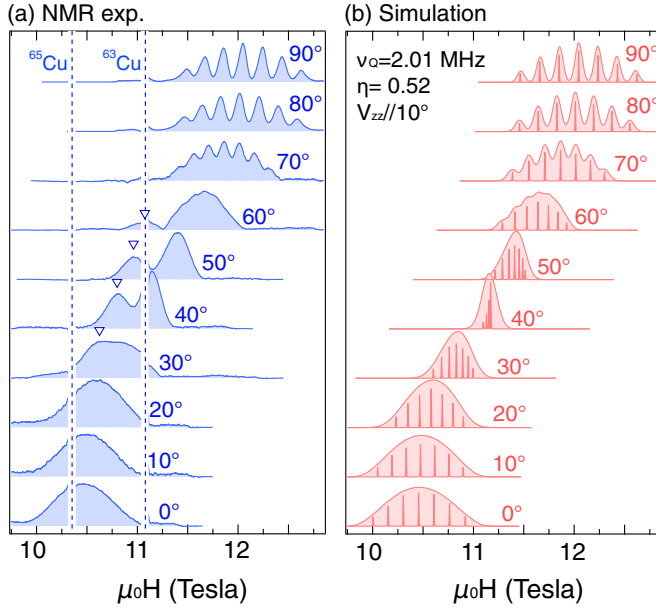 (a) NMR exp.
⁶⁵Cu
⁶³Cu
90°
80°
70°
60°
50°
40°
30°
20°
10°
0°
10 11 12
μ₀H (Tesla)
(b) Simulation
νQ=2.01 MHz
η= 0.52
Vzz//10°
90°
80°
70°
60°
50°
40°
30°
20°
10°
0°
10 11 12
μ₀H (Tesla)